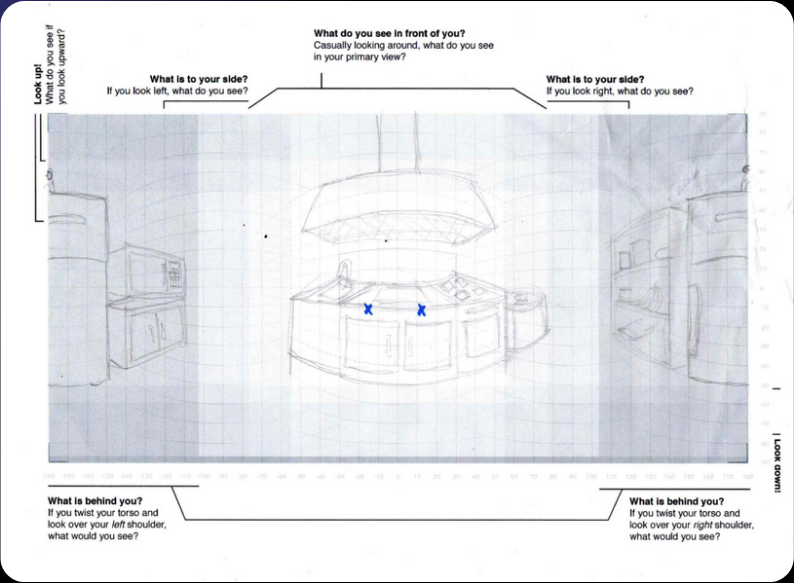 Look up!
What do you see if
you look upward?
What is to your side?
If you look left, what do you see?
What do you see in front of you?
Casually looking around, what do you see
in your primary view?
What is to your side?
If you look right, what do you see?
X X
Look down!
What is behind you?
If you twist your torso and
look over your left shoulder,
what would you see?
What is behind you?
If you twist your torso and
look over your right shoulder,
what would you see?